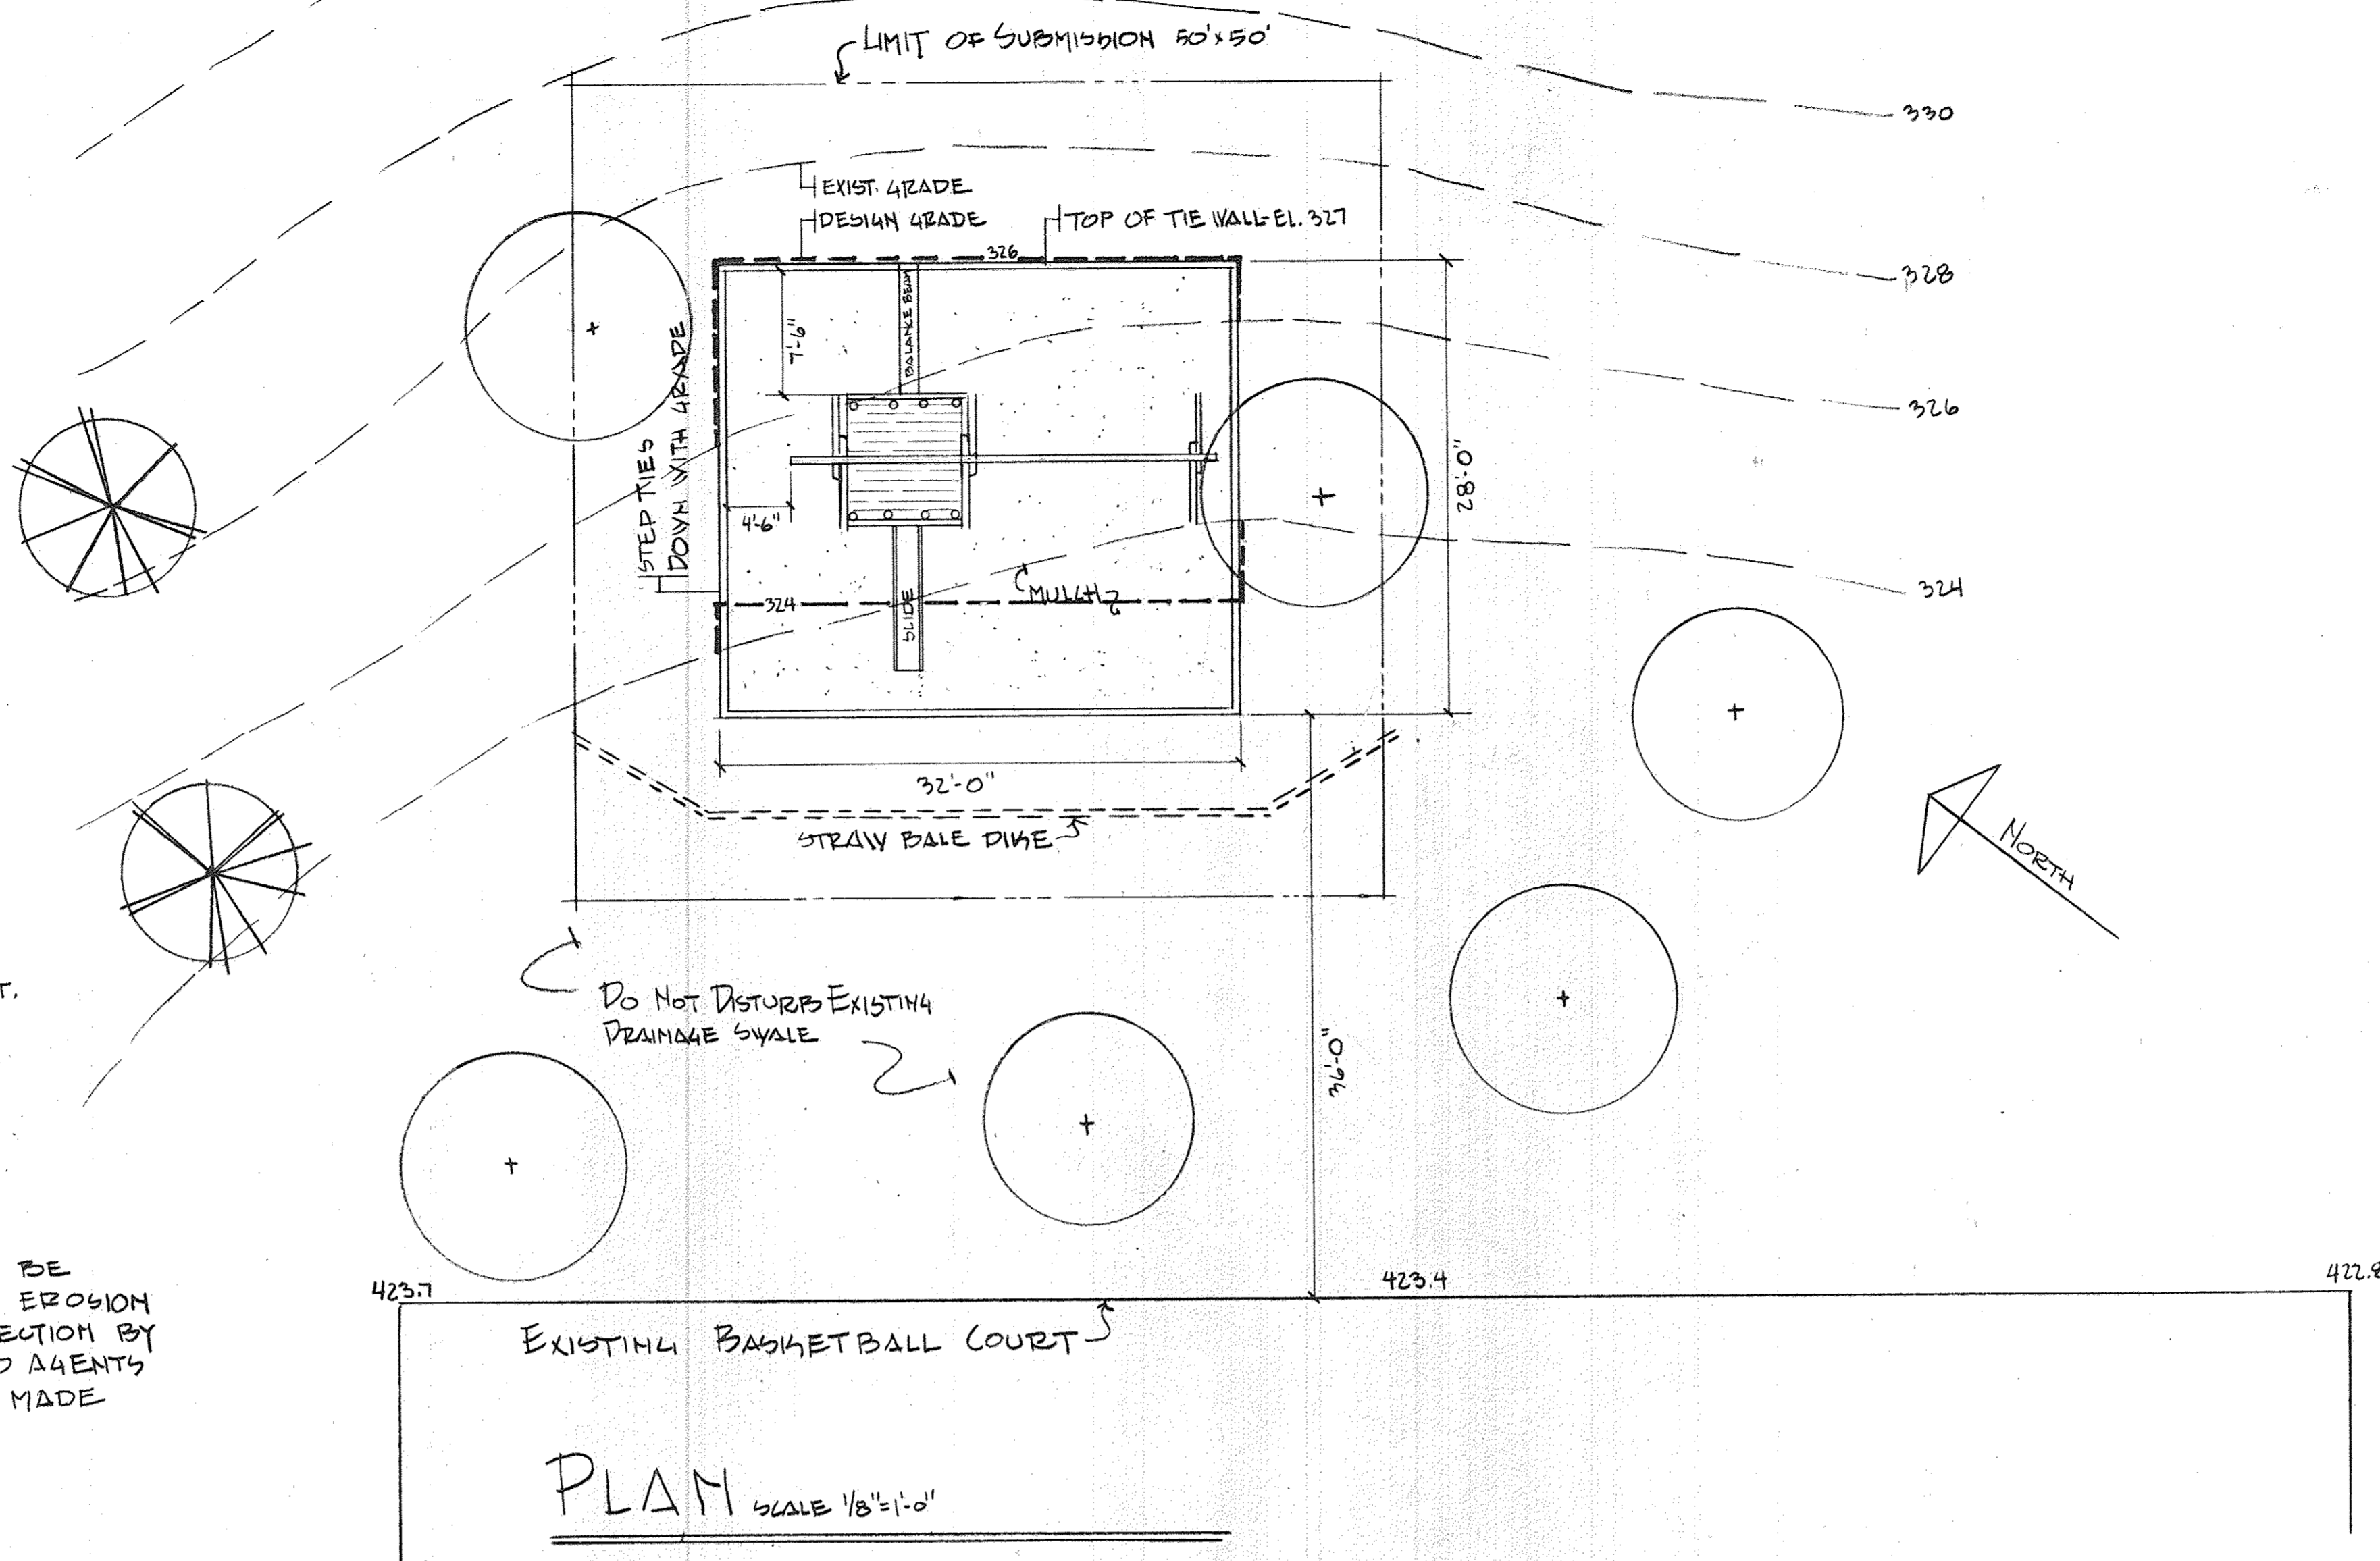 LIMIT OF SUBMISSION 50'x50'
330
EXIST. GRADE
DESIGN GRADE
TOP OF TIE WALL-EL. 327
326
328
BALANCE BEAM
7'-6"
STEP TIES
DOWN WITH GRADE
326
4'-6"
28'-0"
324
MULCH
324
SLIDE
32'-0"
STRAW BALE DIKE
NORTH
DO NOT DISTURB EXISTING
DRAINAGE SWALE
T.
36'-0"
BE
EROSION
ECTION BY
AGENTS
MADE
423.7
423.4
422.8
EXISTING BASKETBALL COURT
PLAN SCALE 1/8"=1'-0"